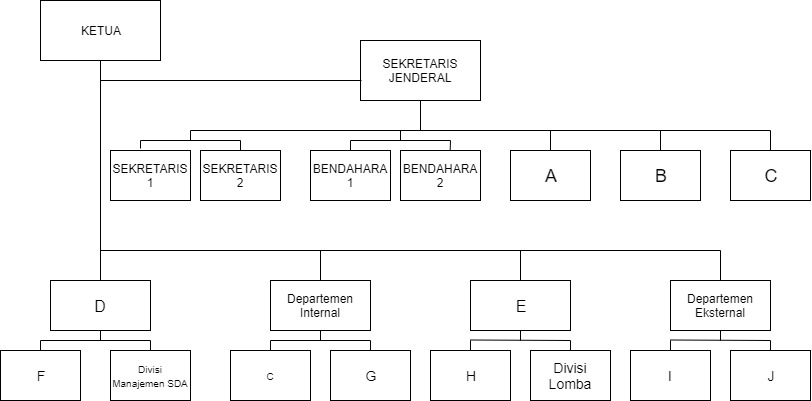 KETUA
SEKRETARIS
JENDERAL
SEKRETARIS
1
SEKRETARIS
2
BENDAHARA
1
BENDAHARA
2
A
B
C
D
Departemen
Internal
E
Departemen
Eksternal
F
Divisi
Manajemen SDA
C
G
H
Divisi
Lomba
I
J